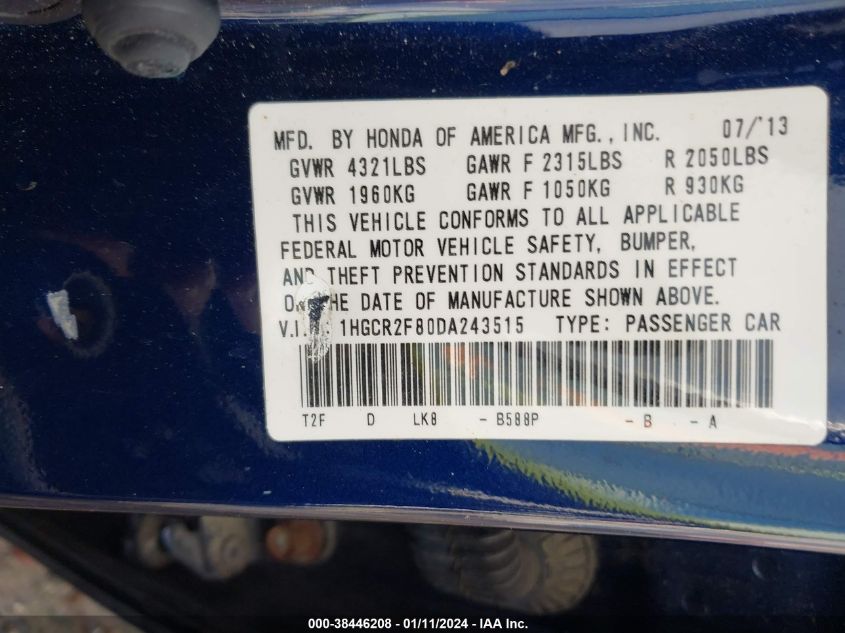 MFD. BY HONDA OF AMERICA MFG., INC. 07/'13
GVWR 4321LBS GAWR F 2315LBS R 2050LBS
GVWR 1960KG GAWR F 1050KG R 930KG
THIS VEHICLE CONFORMS TO ALL APPLICABLE
FEDERAL MOTOR VEHICLE SAFETY, BUMPER,
AND THEFT PREVENTION STANDARDS IN EFFECT
THE DATE OF MANUFACTURE SHOWN ABOVE.
V.I. 1HGCR2F80DA243515 TYPE: PASSENGER CAR
T2F D LK8 - B588P - B - A
000-38446208 - 01/11/2024 - IAA Inc.